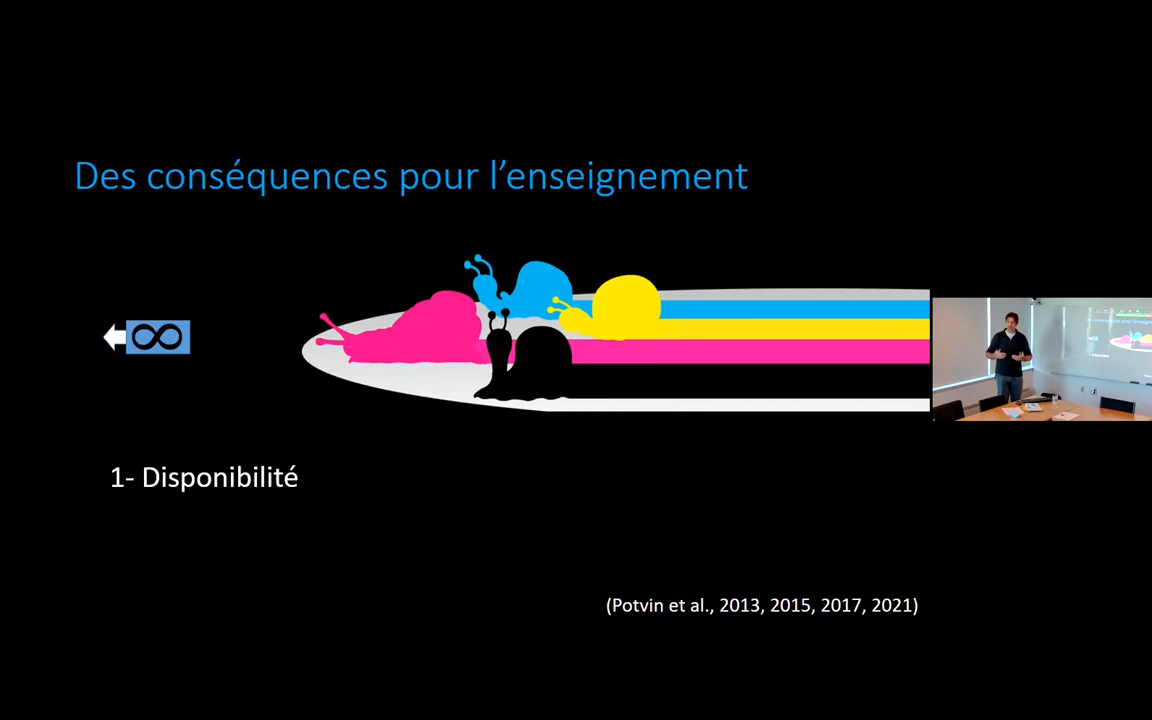 Des conséquences pour l’enseignement
∞
1- Disponibilité
(Potvin et al., 2013, 2015, 2017, 2021)